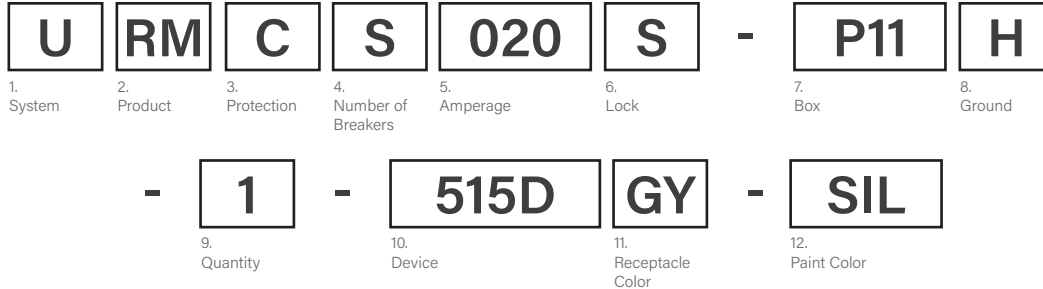 U RM C S 020 S - P11 H
1. 2. 3. 4. 5. 6. 7. 8.
System Product Protection Number of Amperage Lock Box Ground
Breakers
- 1 - 515D GY - SIL
9. 10. 11. 12.
Quantity Device Receptacle Paint Color
Color